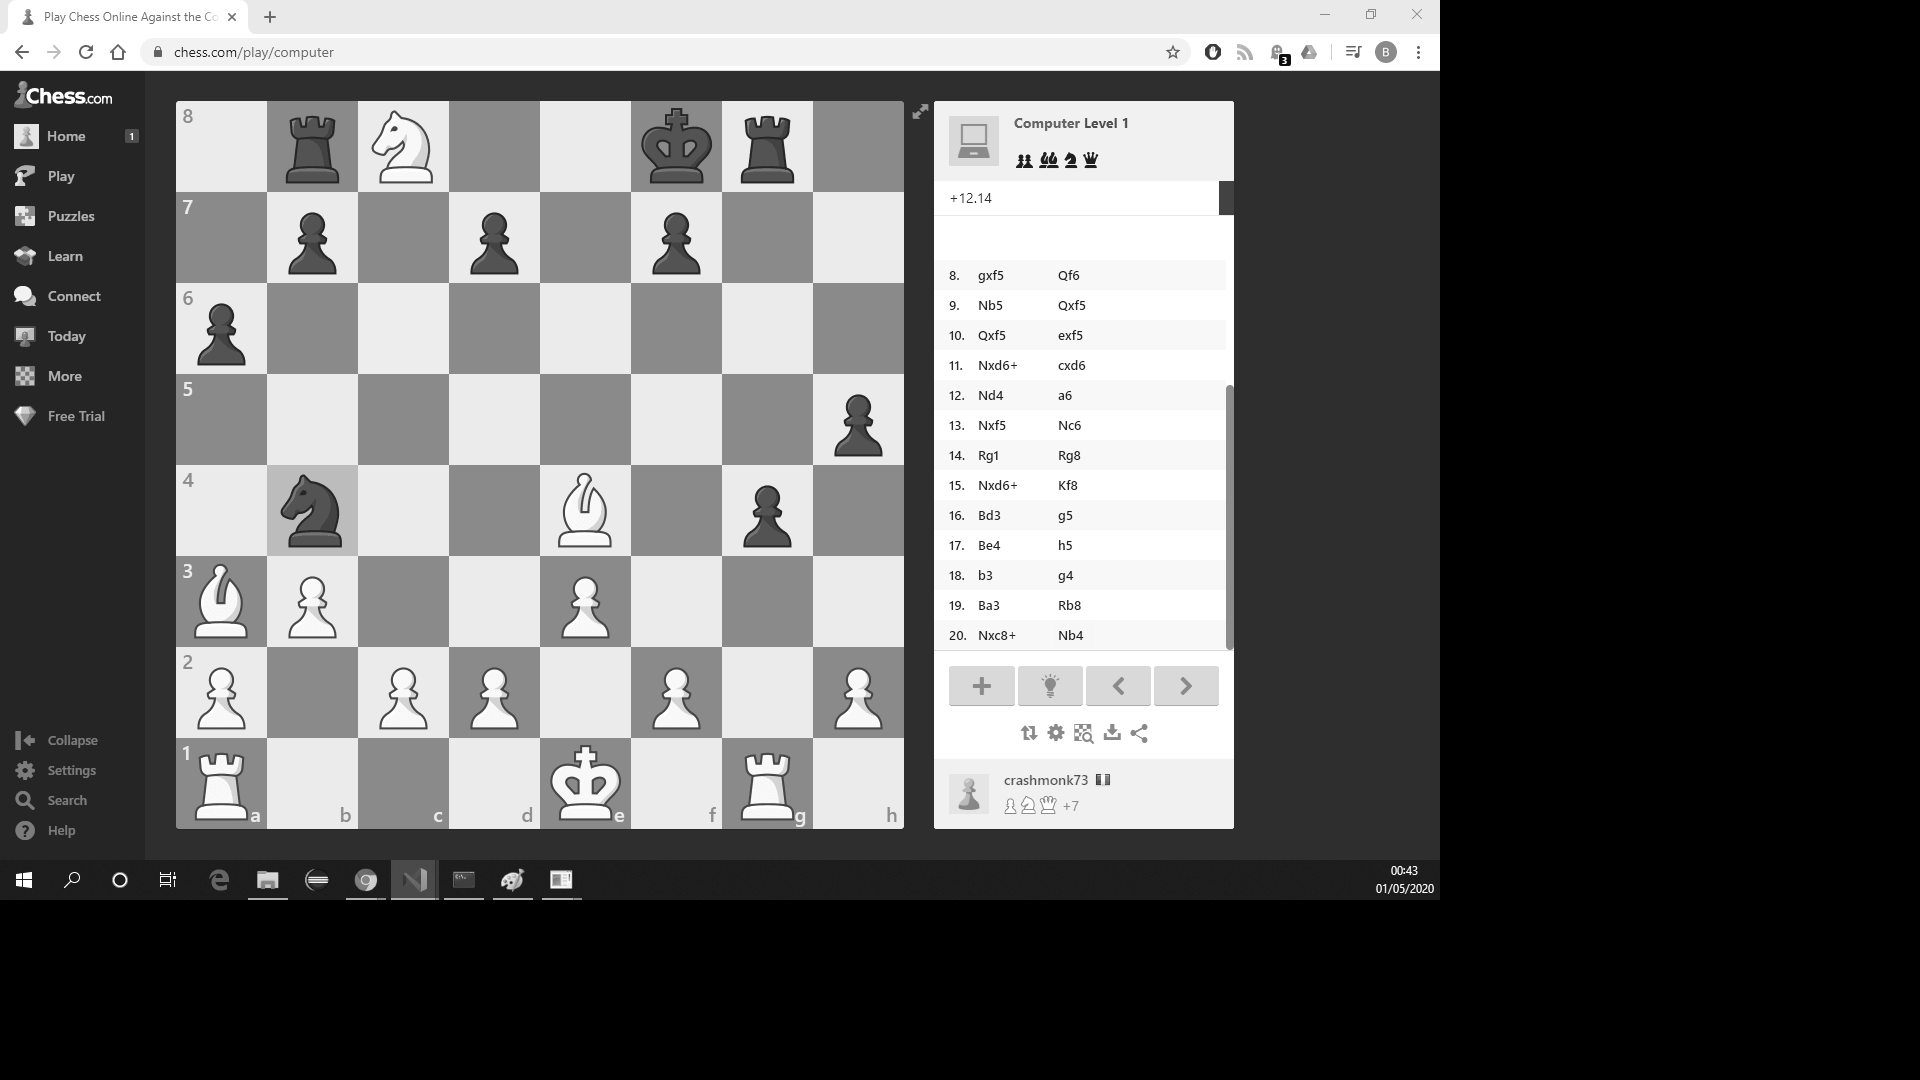 Play Chess Online Against the Co
chess.com/play/computer
3
B
Chess.com
Home 1
Play
Puzzles
Learn
Connect
Today
More
Free Trial
Collapse
Settings
Search
Help
8
7
6
5
4
3
2
1
a b c d e f g h
Computer Level 1
+12.14
8. gxf5 Qf6
9. Nb5 Qxf5
10. Qxf5 exf5
11. Nxd6+ cxd6
12. Nd4 a6
13. Nxf5 Nc6
14. Rg1 Rg8
15. Nxd6+ Kf8
16. Bd3 g5
17. Be4 h5
18. b3 g4
19. Ba3 Rb8
20. Nxc8+ Nb4
crashmonk73
+7
00:43
01/05/2020